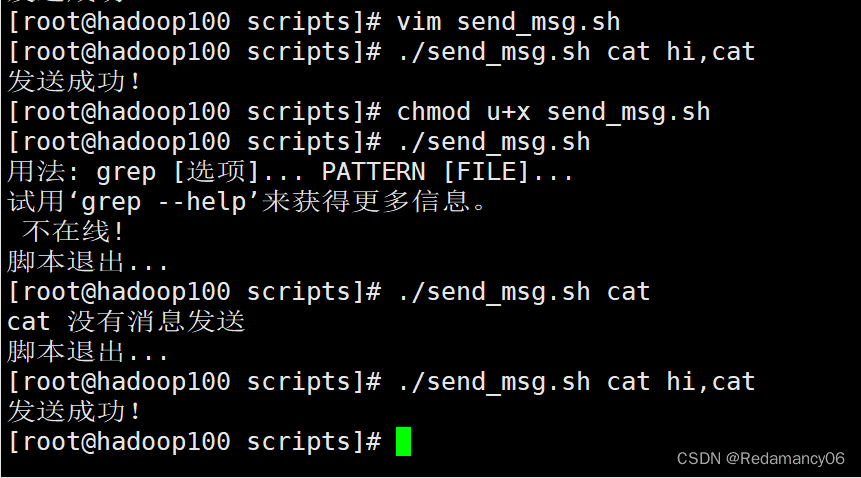 [root@hadoop100 scripts]# vim send_msg.sh
[root@hadoop100 scripts]# ./send_msg.sh cat hi,cat
发送成功!
[root@hadoop100 scripts]# chmod u+x send_msg.sh
[root@hadoop100 scripts]# ./send_msg.sh
用法: grep [选项]... PATTERN [FILE]...
试用‘grep --help’来获得更多信息。
 不在线!
脚本退出...
[root@hadoop100 scripts]# ./send_msg.sh cat
cat 没有消息发送
脚本退出...
[root@hadoop100 scripts]# ./send_msg.sh cat hi,cat
发送成功!
[root@hadoop100 scripts]#
CSDN @Redamancy06